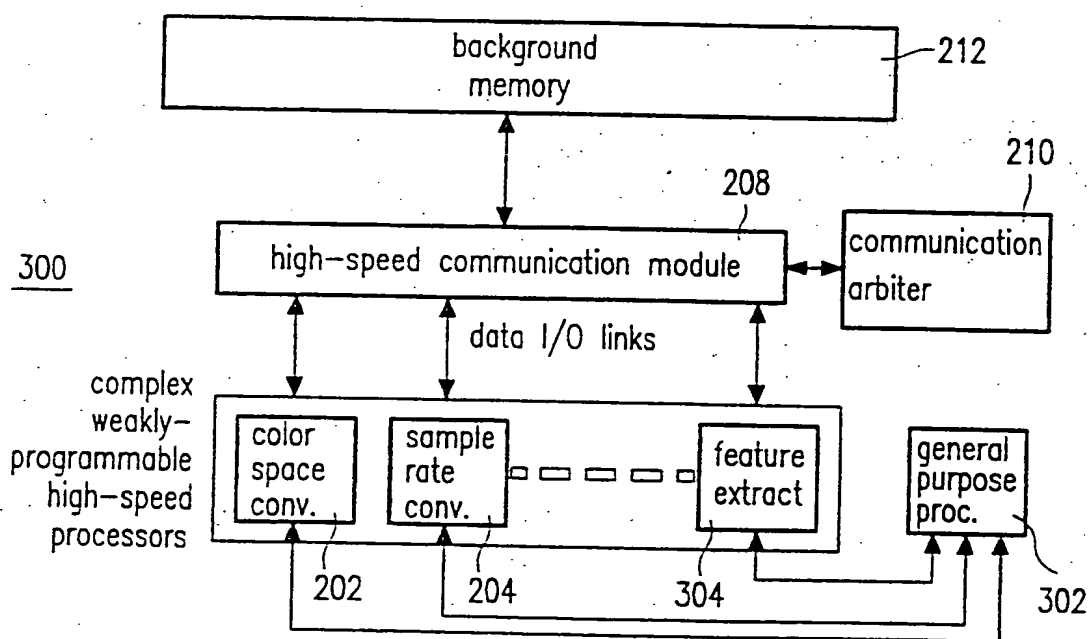 background
memory
212
210
208
communication
arbiter
high-speed communication module
300
data I/O links
complex
weakly-
programmable
high-speed
processors
color
space
conv.
sample
rate
conv.
feature
extract
general
purpose
proc.
202
204
304
302